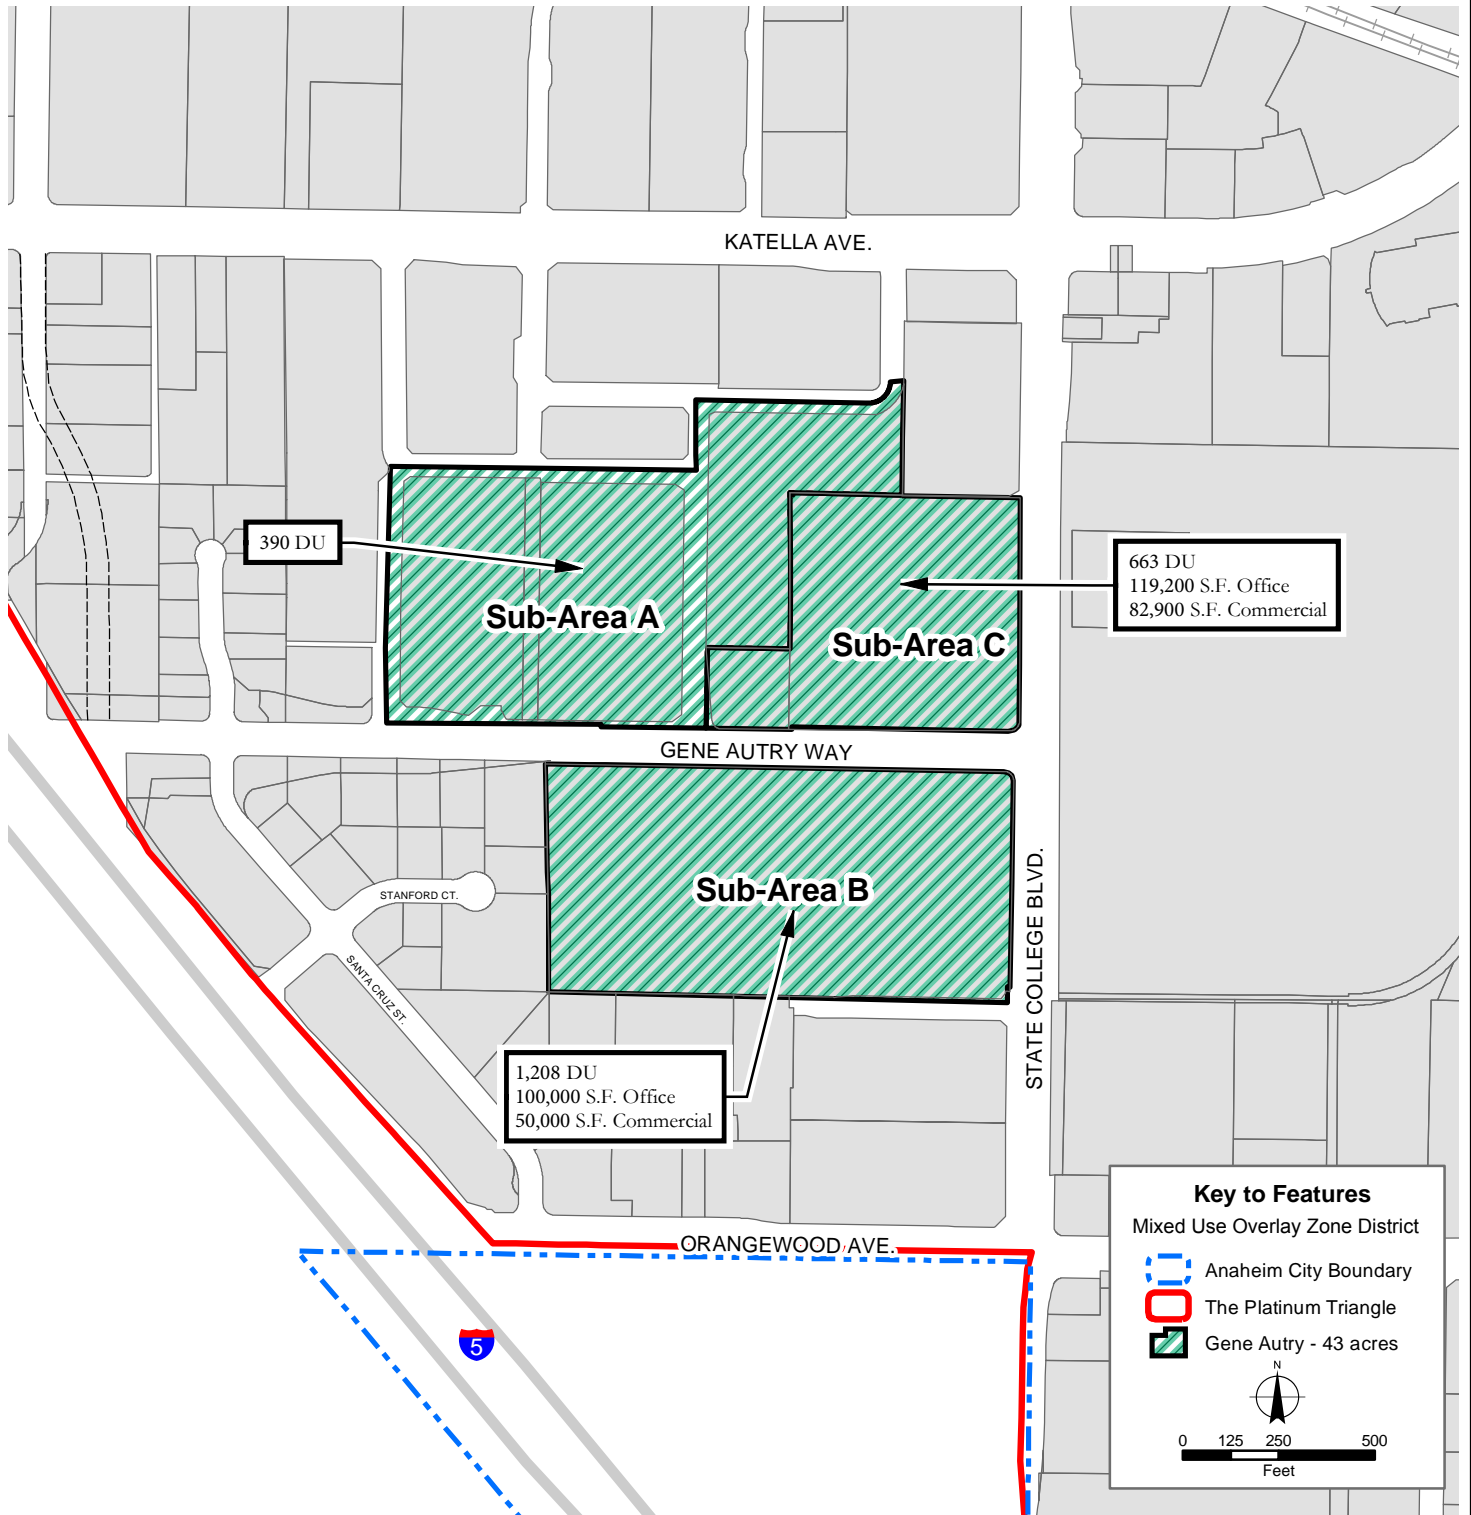 KATELLA AVE.
390 DU
Sub-Area A
663 DU
119,200 S.F. Office
82,900 S.F. Commercial
Sub-Area C
GENE AUTRY WAY
STANFORD CT.
Sub-Area B
SANTA CRUZ ST.
STATE COLLEGE BLVD.
1,208 DU
100,000 S.F. Office
50,000 S.F. Commercial
ORANGEWOOD AVE.
5
Key to Features
Mixed Use Overlay Zone District
Anaheim City Boundary
The Platinum Triangle
Gene Autry - 43 acres
N
0 125 250 500
Feet